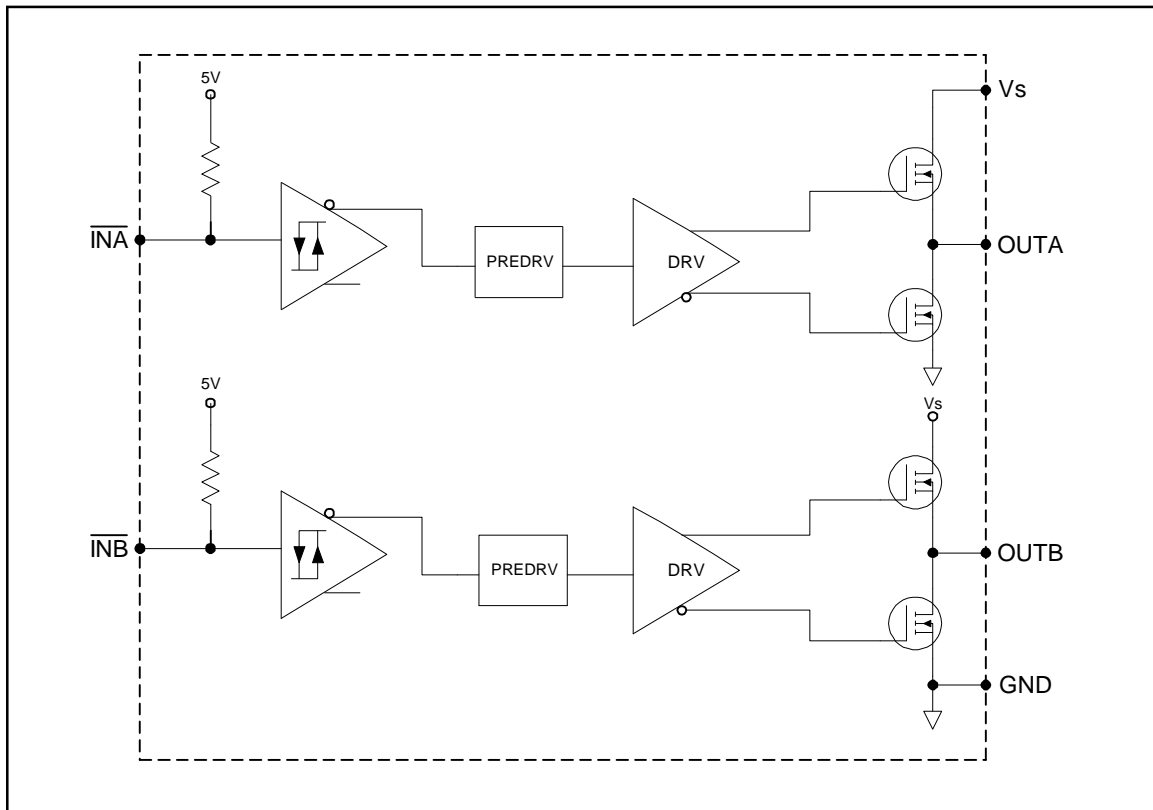 5V
Vs
INA
PREDRV
DRV
OUTA
5V
Vs
INB
PREDRV
DRV
OUTB
GND